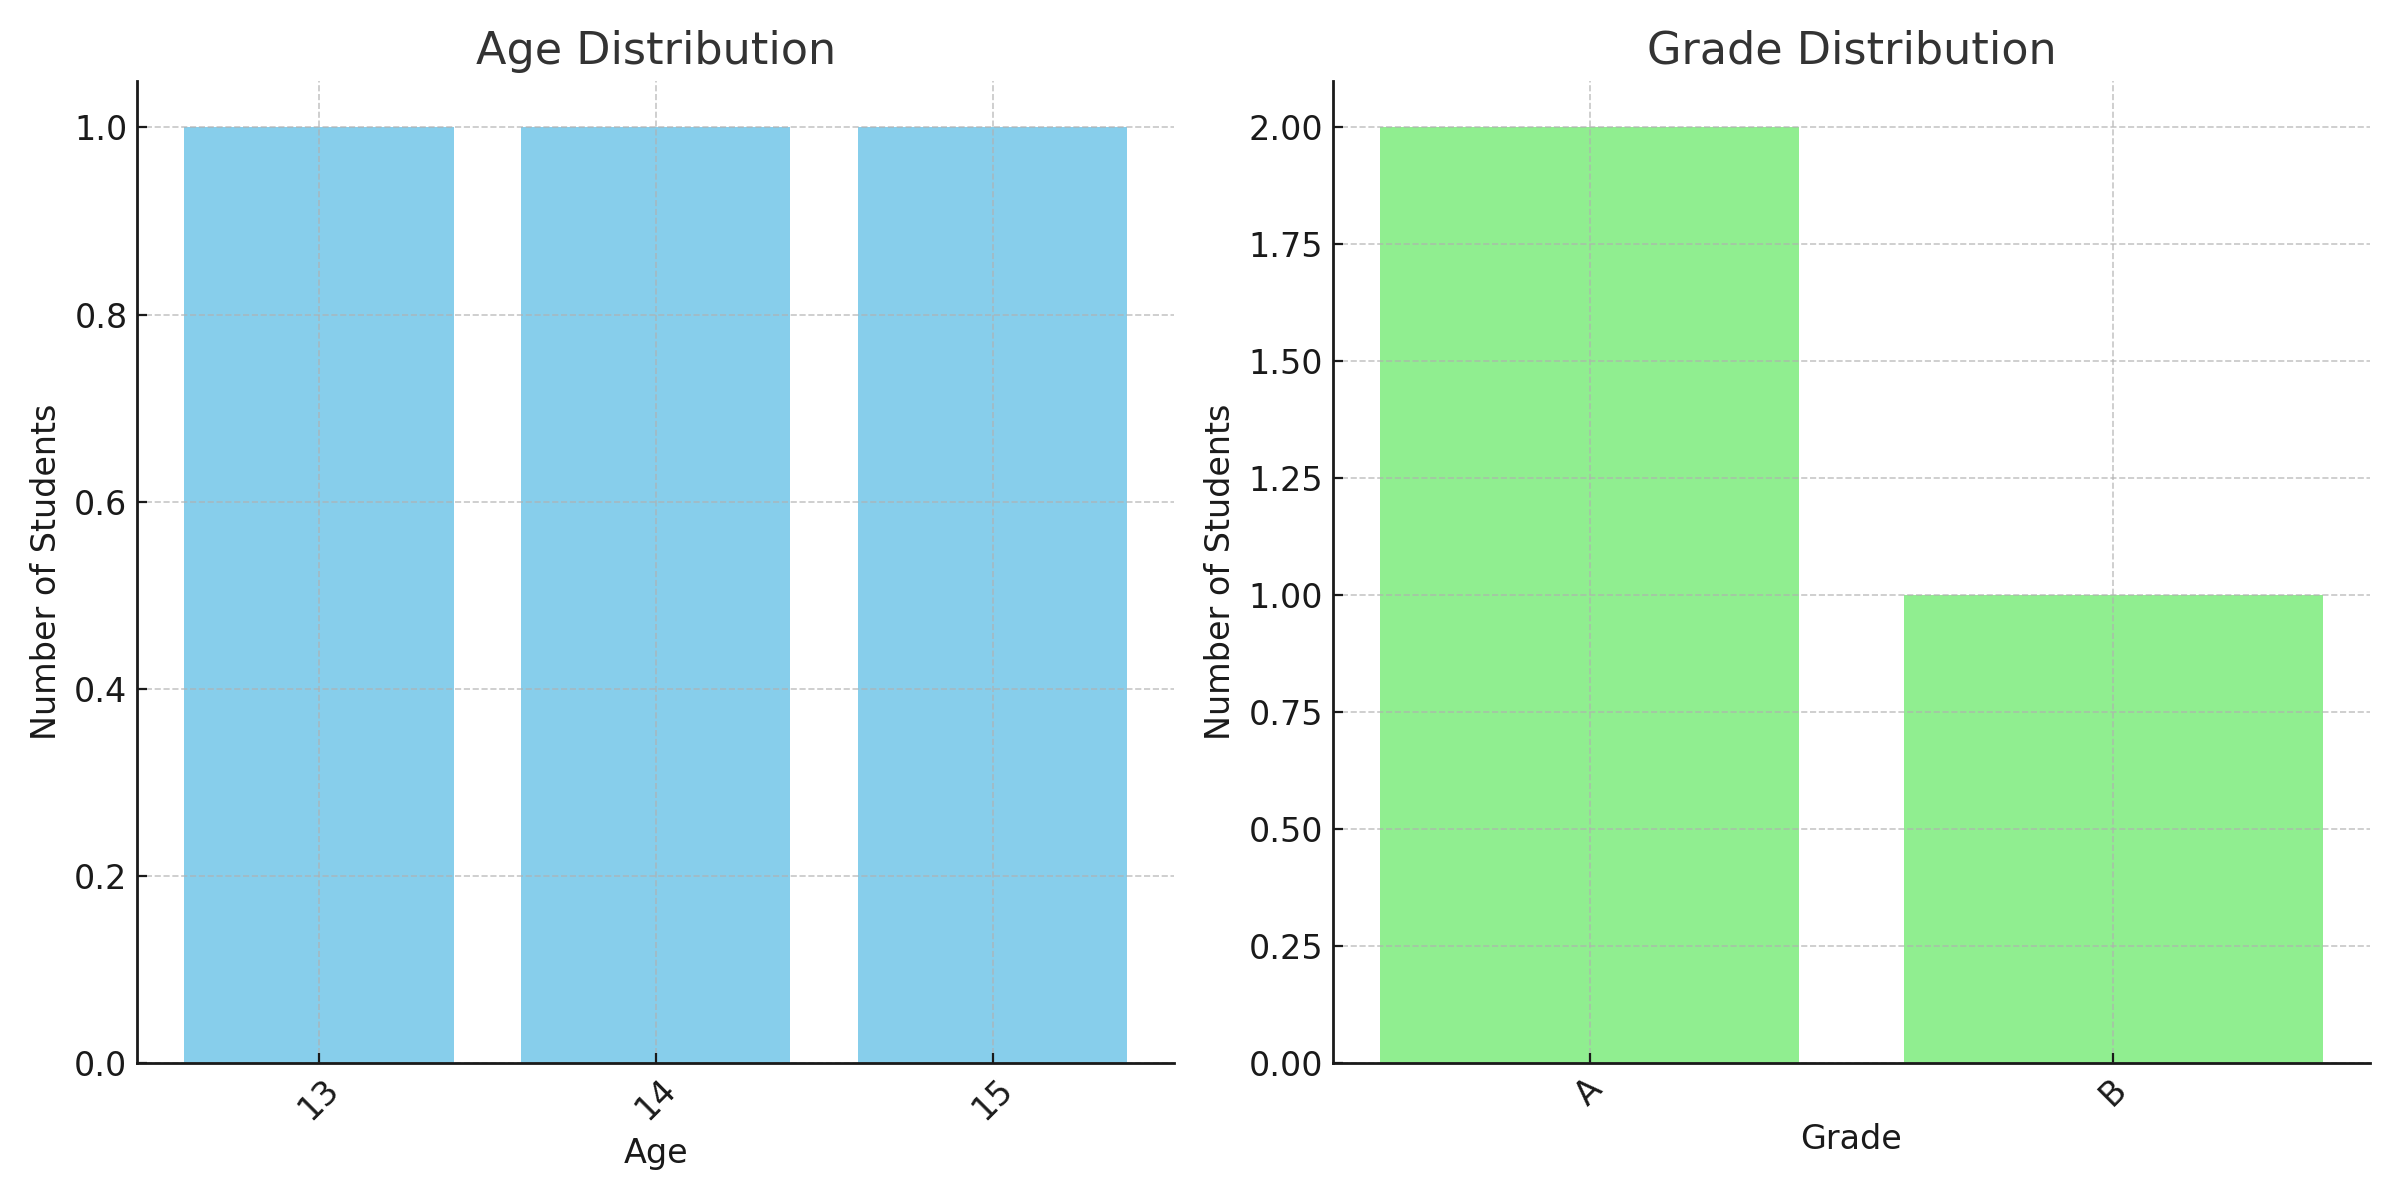 Age Distribution
Number of Students
1.0
0.8
0.6
0.4
0.2
0.0
13
14
15
Age
Grade Distribution
Number of Students
2.00
1.75
1.50
1.25
1.00
0.75
0.50
0.25
0.00
A
B
Grade